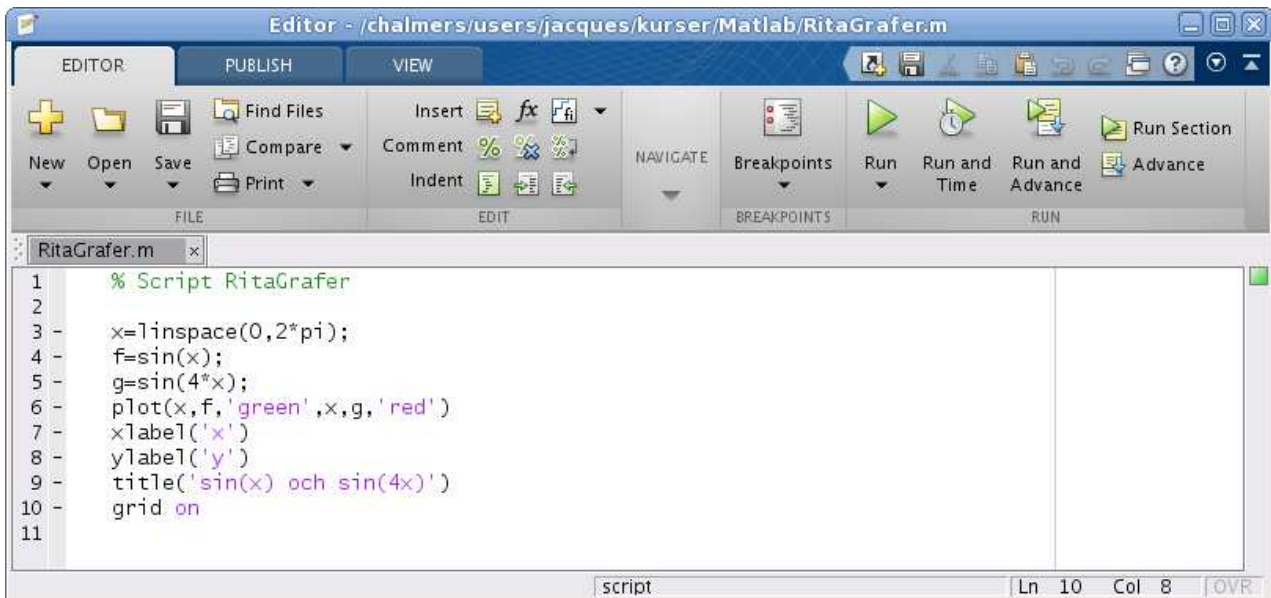 Editor - /chalmers/users/jacques/kurser/Matlab/RitaGrafer.m
EDITOR PUBLISH VIEW
New Open Save
Find Files
Compare
Print
FILE
Insert fx fi
Comment % % %
Indent
EDIT
NAVIGATE
Breakpoints
BREAKPOINTS
Run Run and Time Run and Advance
Run Section
Advance
RUN
RitaGrafer.m ×
1 % Script RitaGrafer
2
3 - x=linspace(0,2*pi);
4 - f=sin(x);
5 - g=sin(4*x);
6 - plot(x,f,'green',x,g,'red')
7 - xlabel('x')
8 - ylabel('y')
9 - title('sin(x) och sin(4x)')
10 - grid on
11
script Ln 10 Col 8 OVR